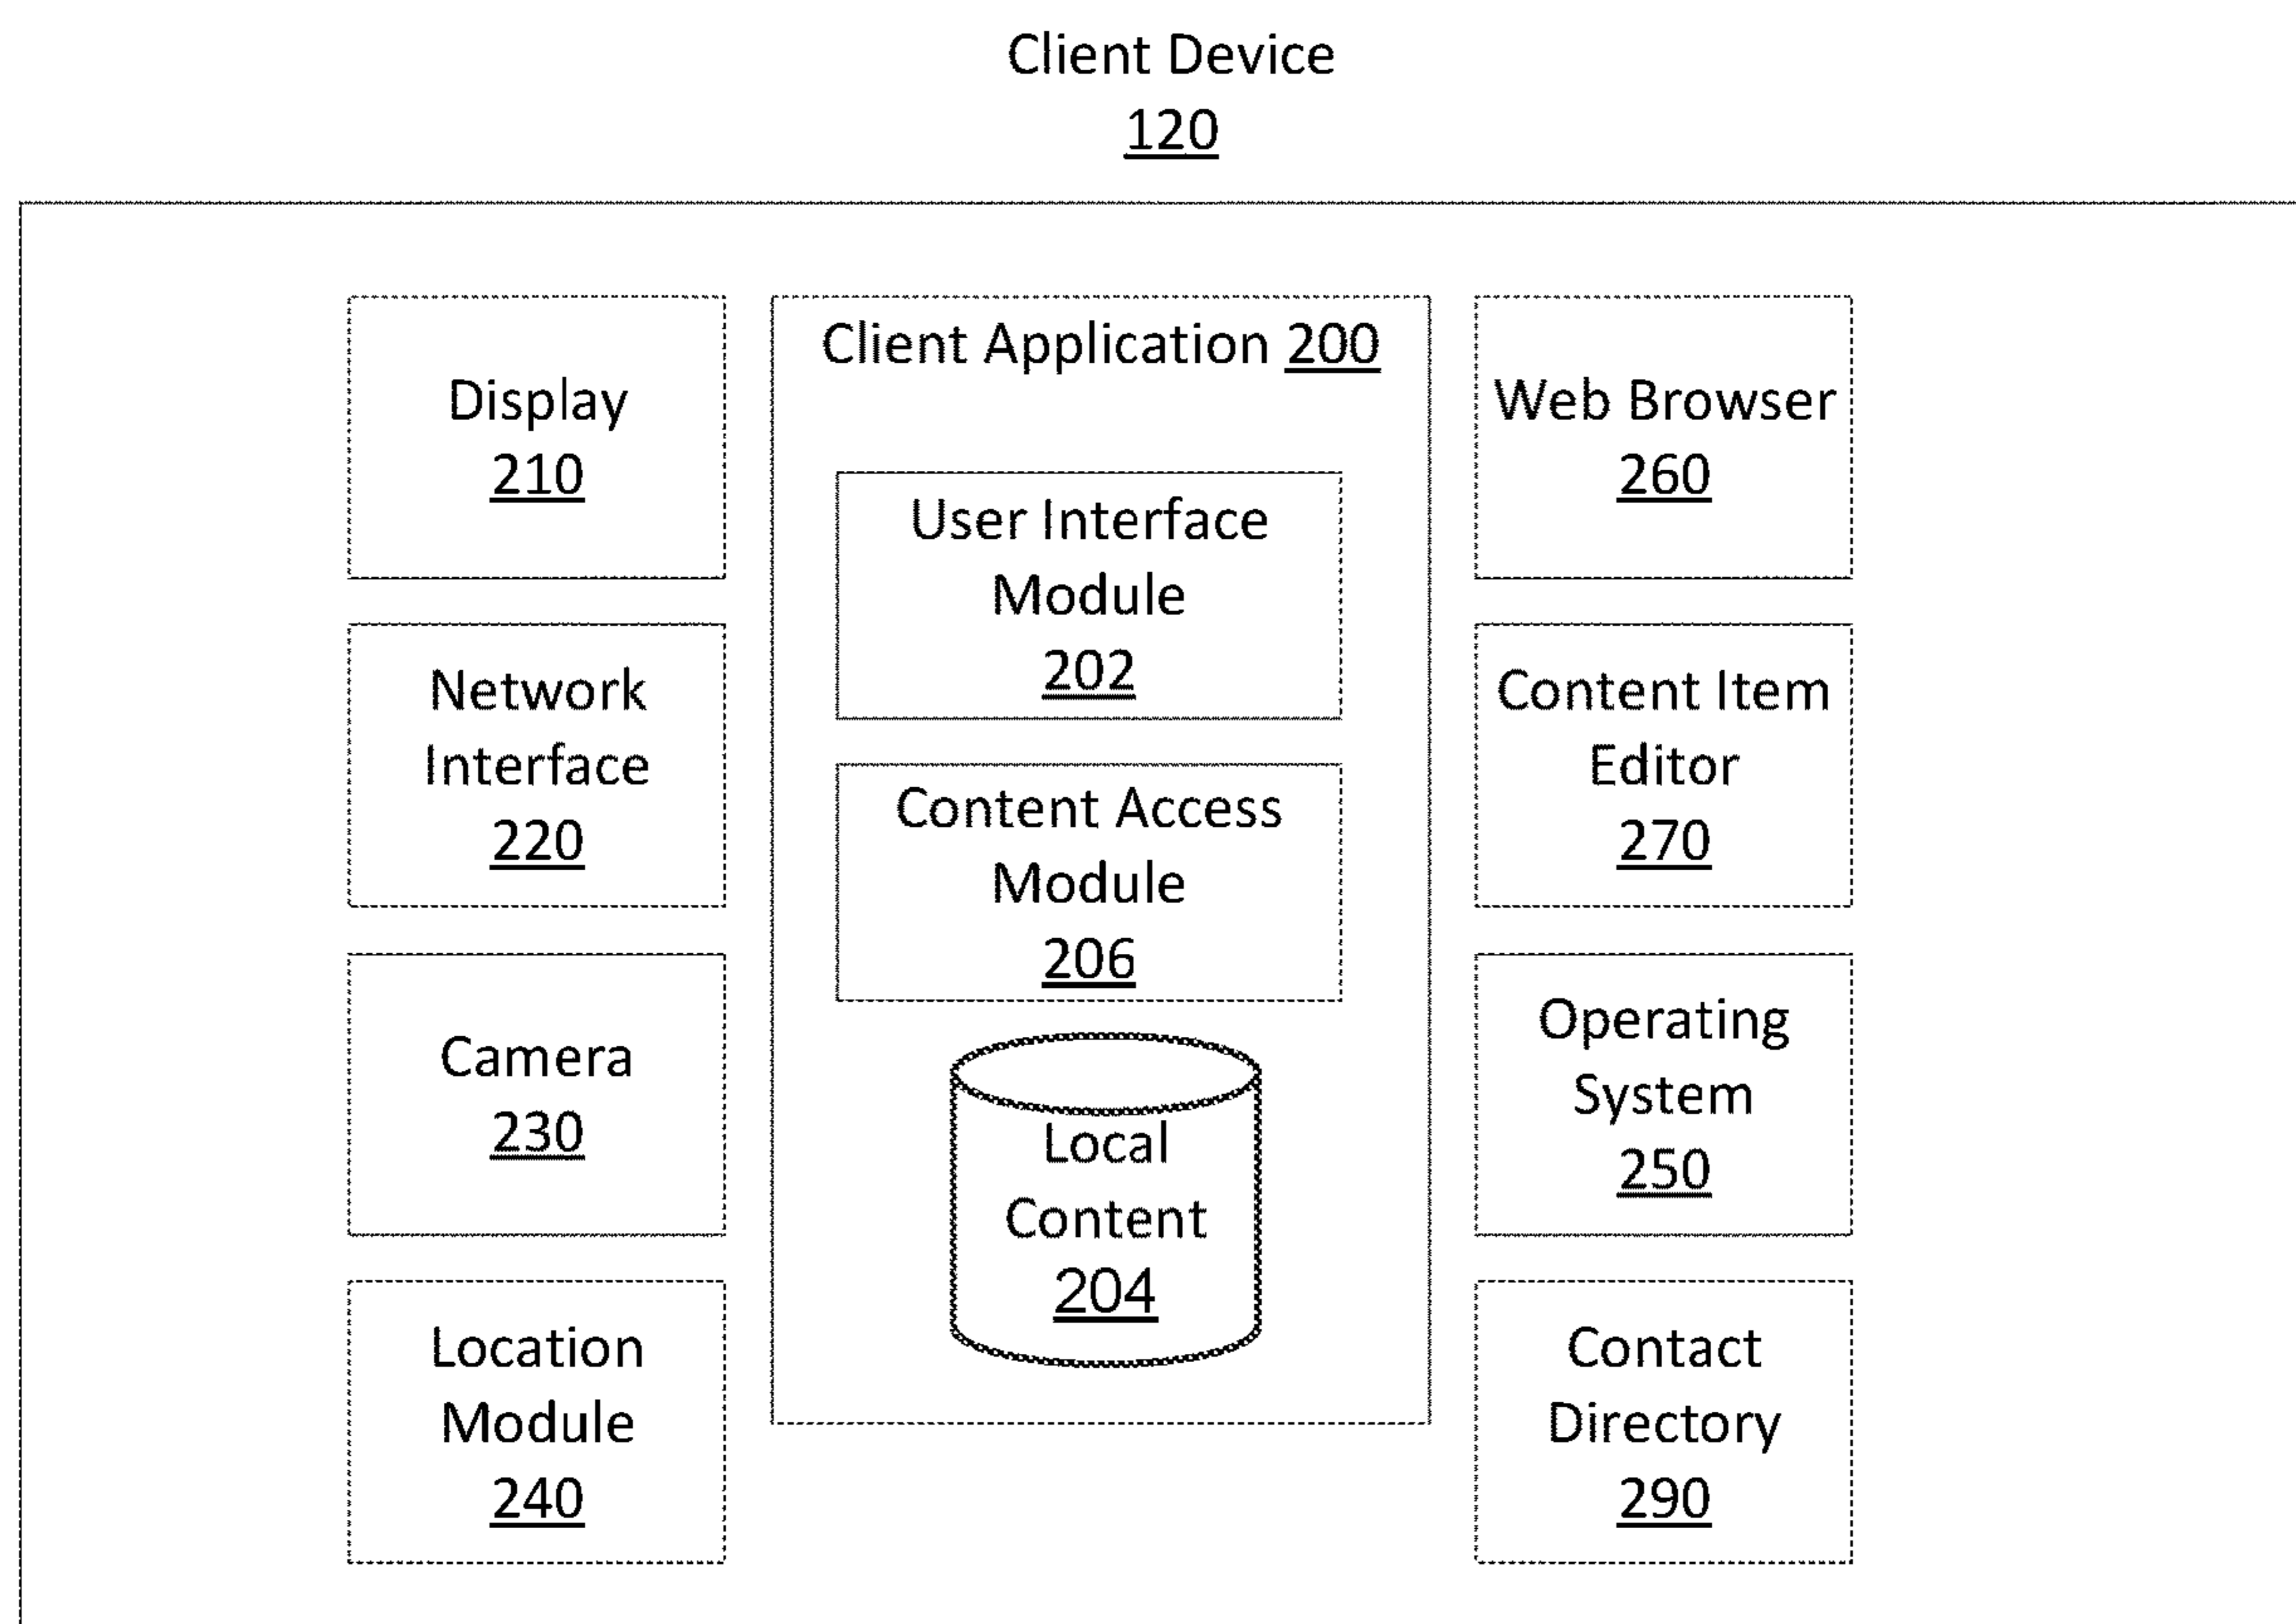 Client Device
120
Display
210
Network
Interface
220
Camera
230
Location
Module
240
Client Application 200
User Interface
Module
202
Content Access
Module
206
Local
Content
204
Web Browser
260
Content Item
Editor
270
Operating
System
250
Contact
Directory
290